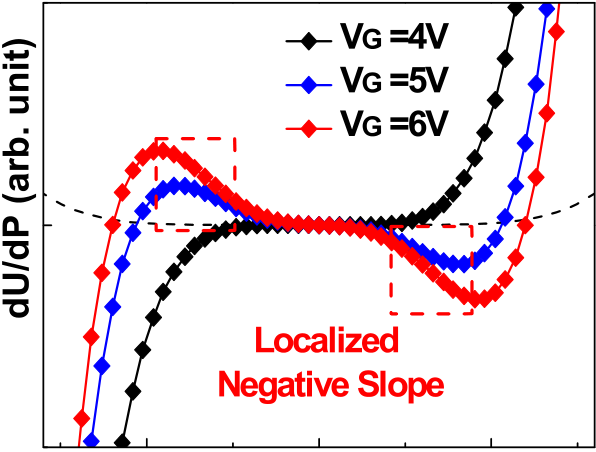 VG =4V
VG =5V
VG =6V
dU/dP (arb. unit)
Localized
Negative Slope